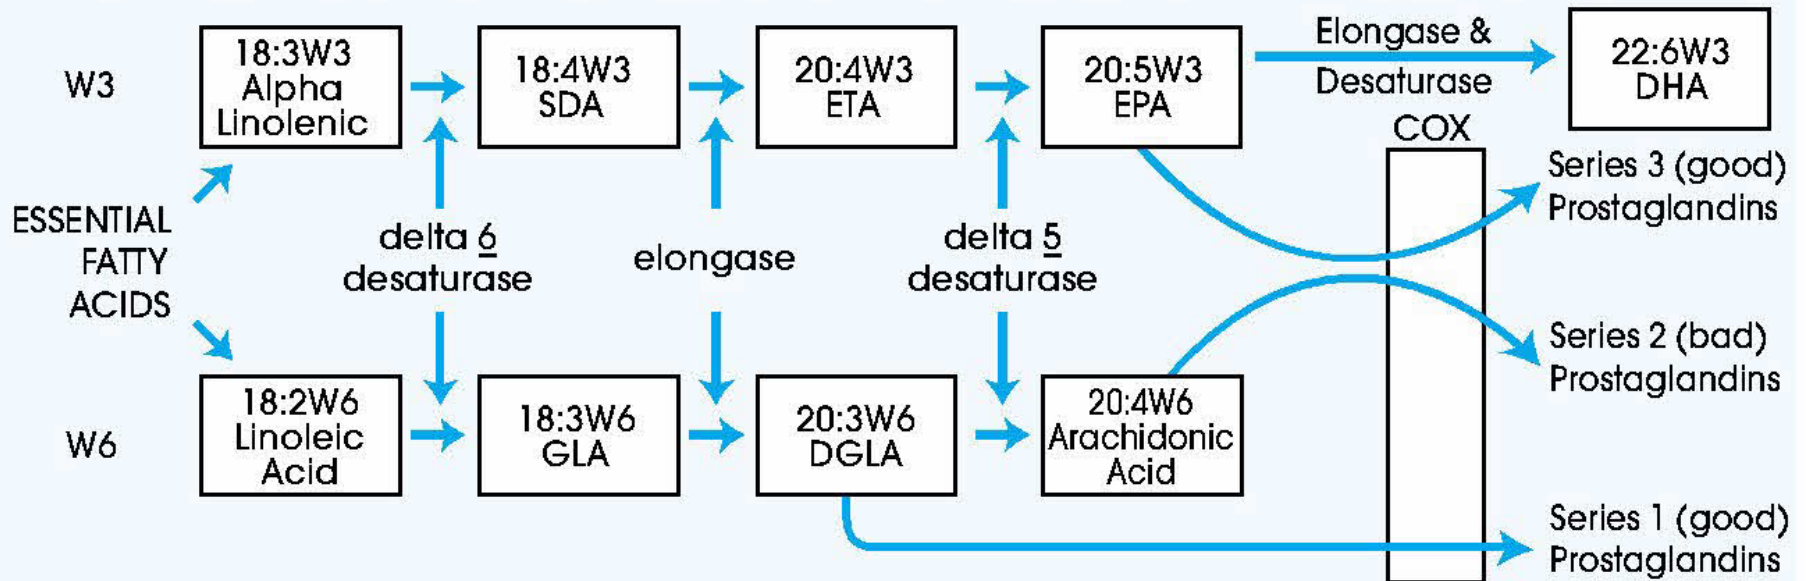 W3
18:3W3
Alpha
Linolenic
18:4W3
SDA
20:4W3
ETA
20:5W3
EPA
Elongase &
Desaturase
22:6W3
DHA
COX
Series 3 (good)
Prostaglandins
ESSENTIAL
FATTY
ACIDS
delta 6
desaturase
elongase
delta 5
desaturase
Series 2 (bad)
Prostaglandins
W6
18:2W6
Linoleic
Acid
18:3W6
GLA
20:3W6
DGLA
20:4W6
Arachidonic
Acid
Series 1 (good)
Prostaglandins